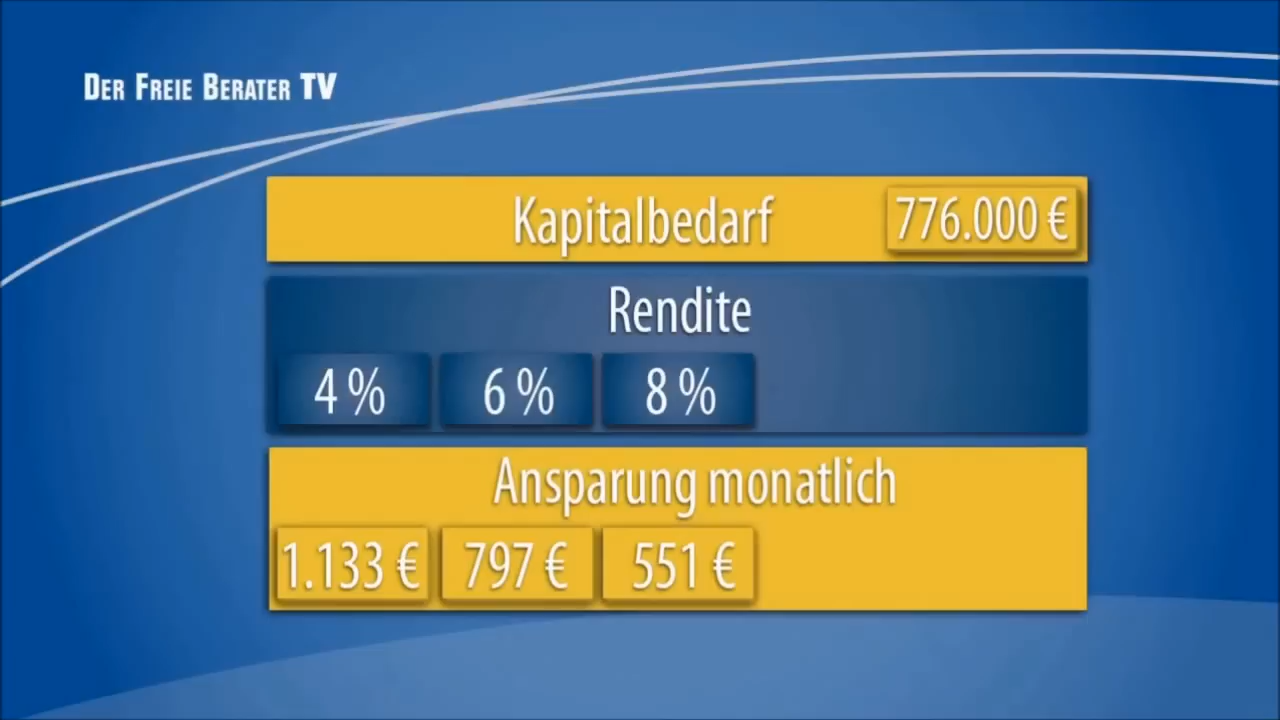 DER FREIE BERATER TV
Kapitalbedarf 776.000 €
Rendite
4 % 6 % 8 %
Ansparung monatlich
1.133 € 797 € 551 €